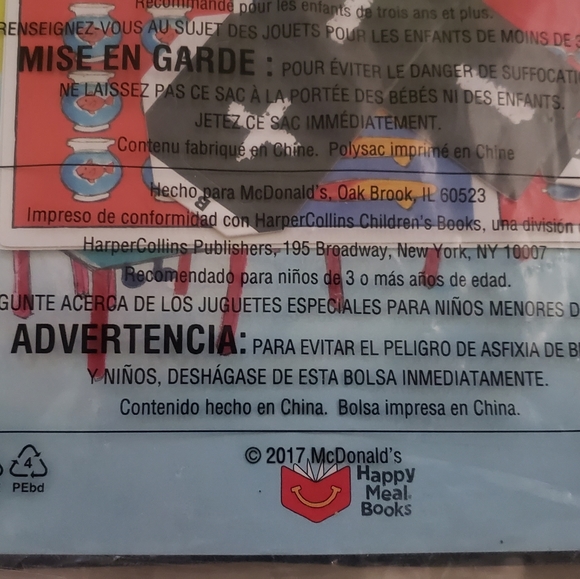 Recommandé pour les enfants de trois ans et plus.
RENSEIGNEZ-VOUS AU SUJET DES JOUETS POUR LES ENFANTS DE MOINS DE 3
MISE EN GARDE : POUR ÉVITER LE DANGER DE SUFFOCATI
NE LAISSEZ PAS CE SAC À LA PORTÉE DES BÉBÉS NI DES ENFANTS.
JETEZ CE SAC IMMÉDIATEMENT.
Contenu fabriqué en Chine. Polysac imprimé en Chine
Hecho para McDonald's, Oak Brook, IL 60523
Impreso de conformidad con HarperCollins Children's Books, una división
HarperCollins Publishers, 195 Broadway, New York, NY 10007
Recomendado para niños de 3 o más años de edad.
GUNTE ACERCA DE LOS JUGUETES ESPECIALES PARA NIÑOS MENORES D
ADVERTENCIA: PARA EVITAR EL PELIGRO DE ASFIXIA DE B
Y NIÑOS, DESHÁGASE DE ESTA BOLSA INMEDIATAMENTE.
Contenido hecho en China. Bolsa impresa en China.
4
PEbd
© 2017 McDonald's
Happy
Meal
Books